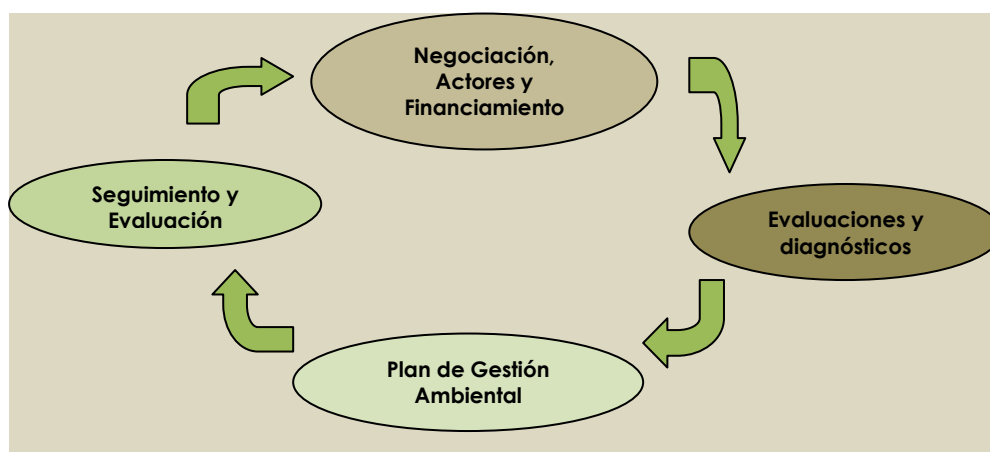 Negociación,
Actores y
Financiamiento
Evaluaciones y
diagnósticos
Plan de Gestión
Ambiental
Seguimiento y
Evaluación